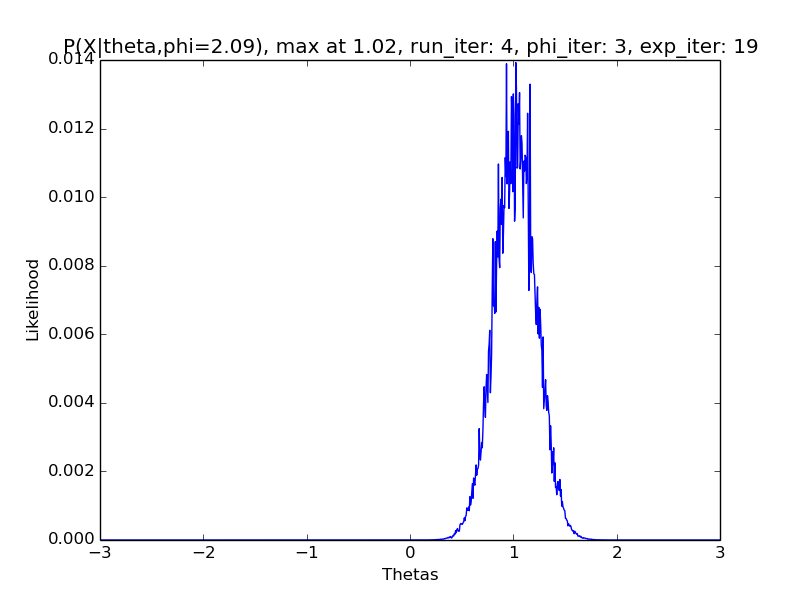 P(X|theta,phi=2.09), max at 1.02, run_iter: 4, phi_iter: 3, exp_iter: 19
0.014
0.012
0.010
0.008
0.006
0.004
0.002
0.000
Likelihood
−3 −2 −1 0 1 2 3
Thetas